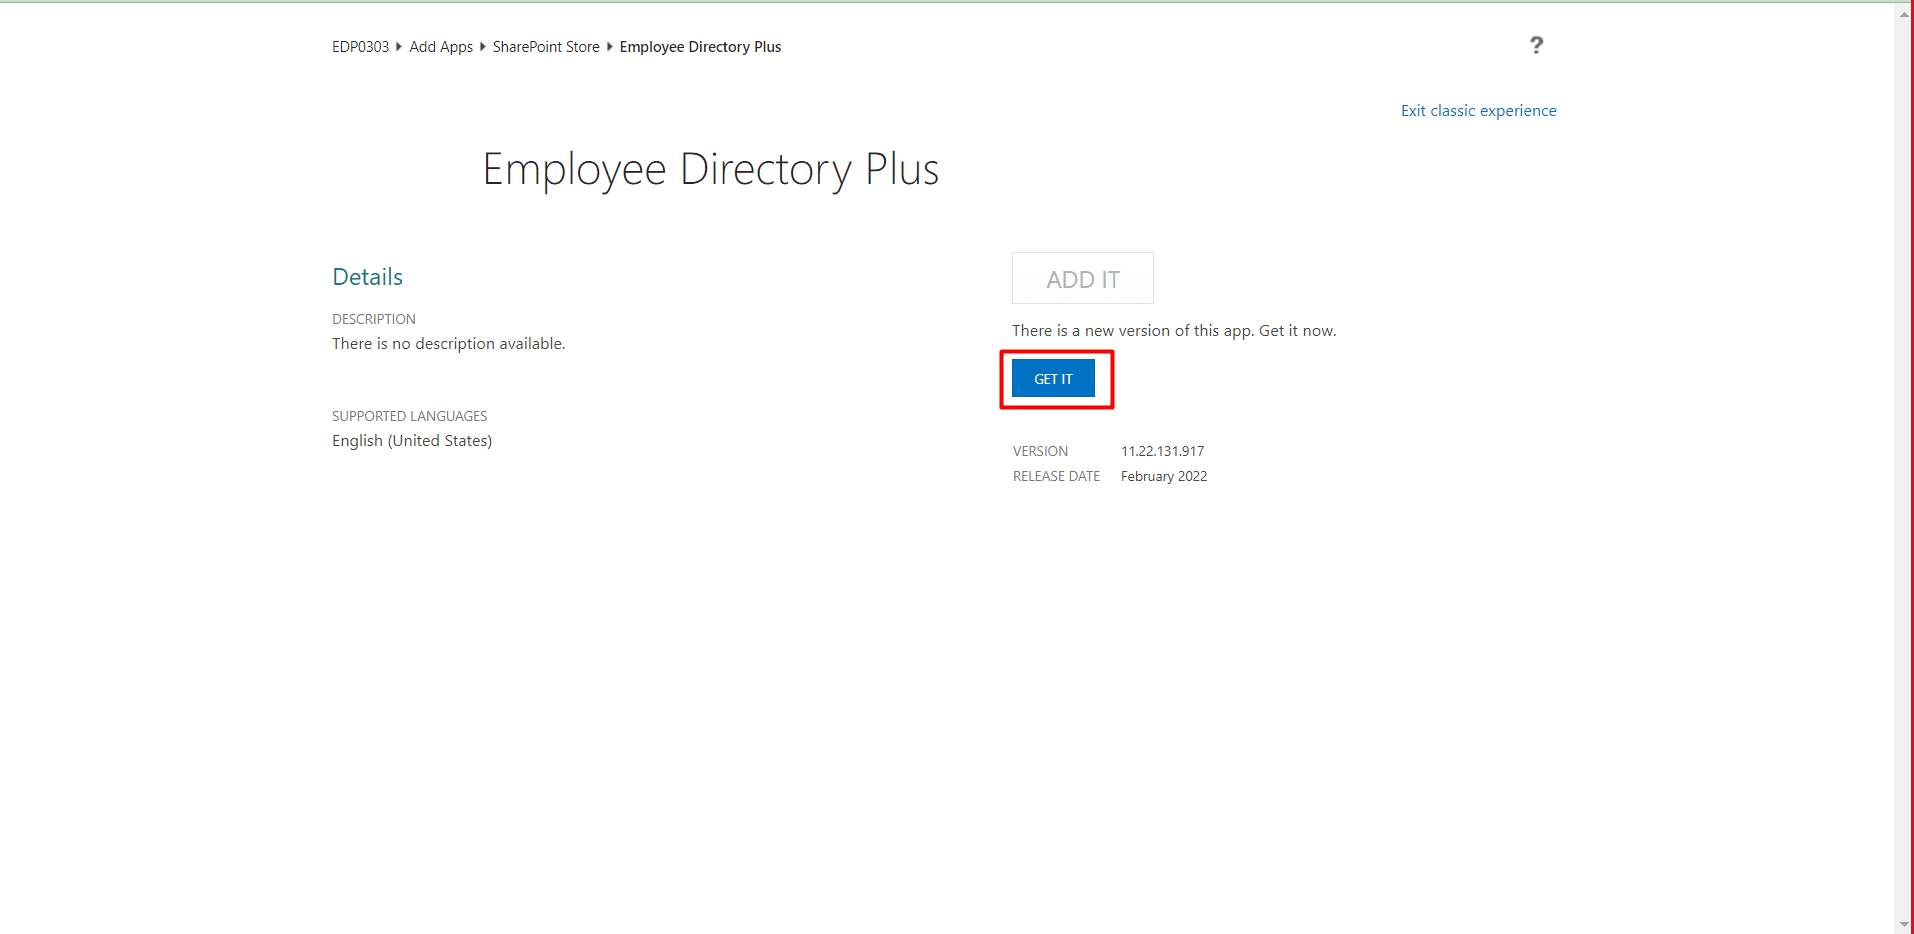 EDP0303 ▸ Add Apps ▸ SharePoint Store ▸ Employee Directory Plus
?
Exit classic experience
Employee Directory Plus
Details
DESCRIPTION
There is no description available.
SUPPORTED LANGUAGES
English (United States)
ADD IT
There is a new version of this app. Get it now.
GET IT
VERSION 11.22.131.917
RELEASE DATE February 2022